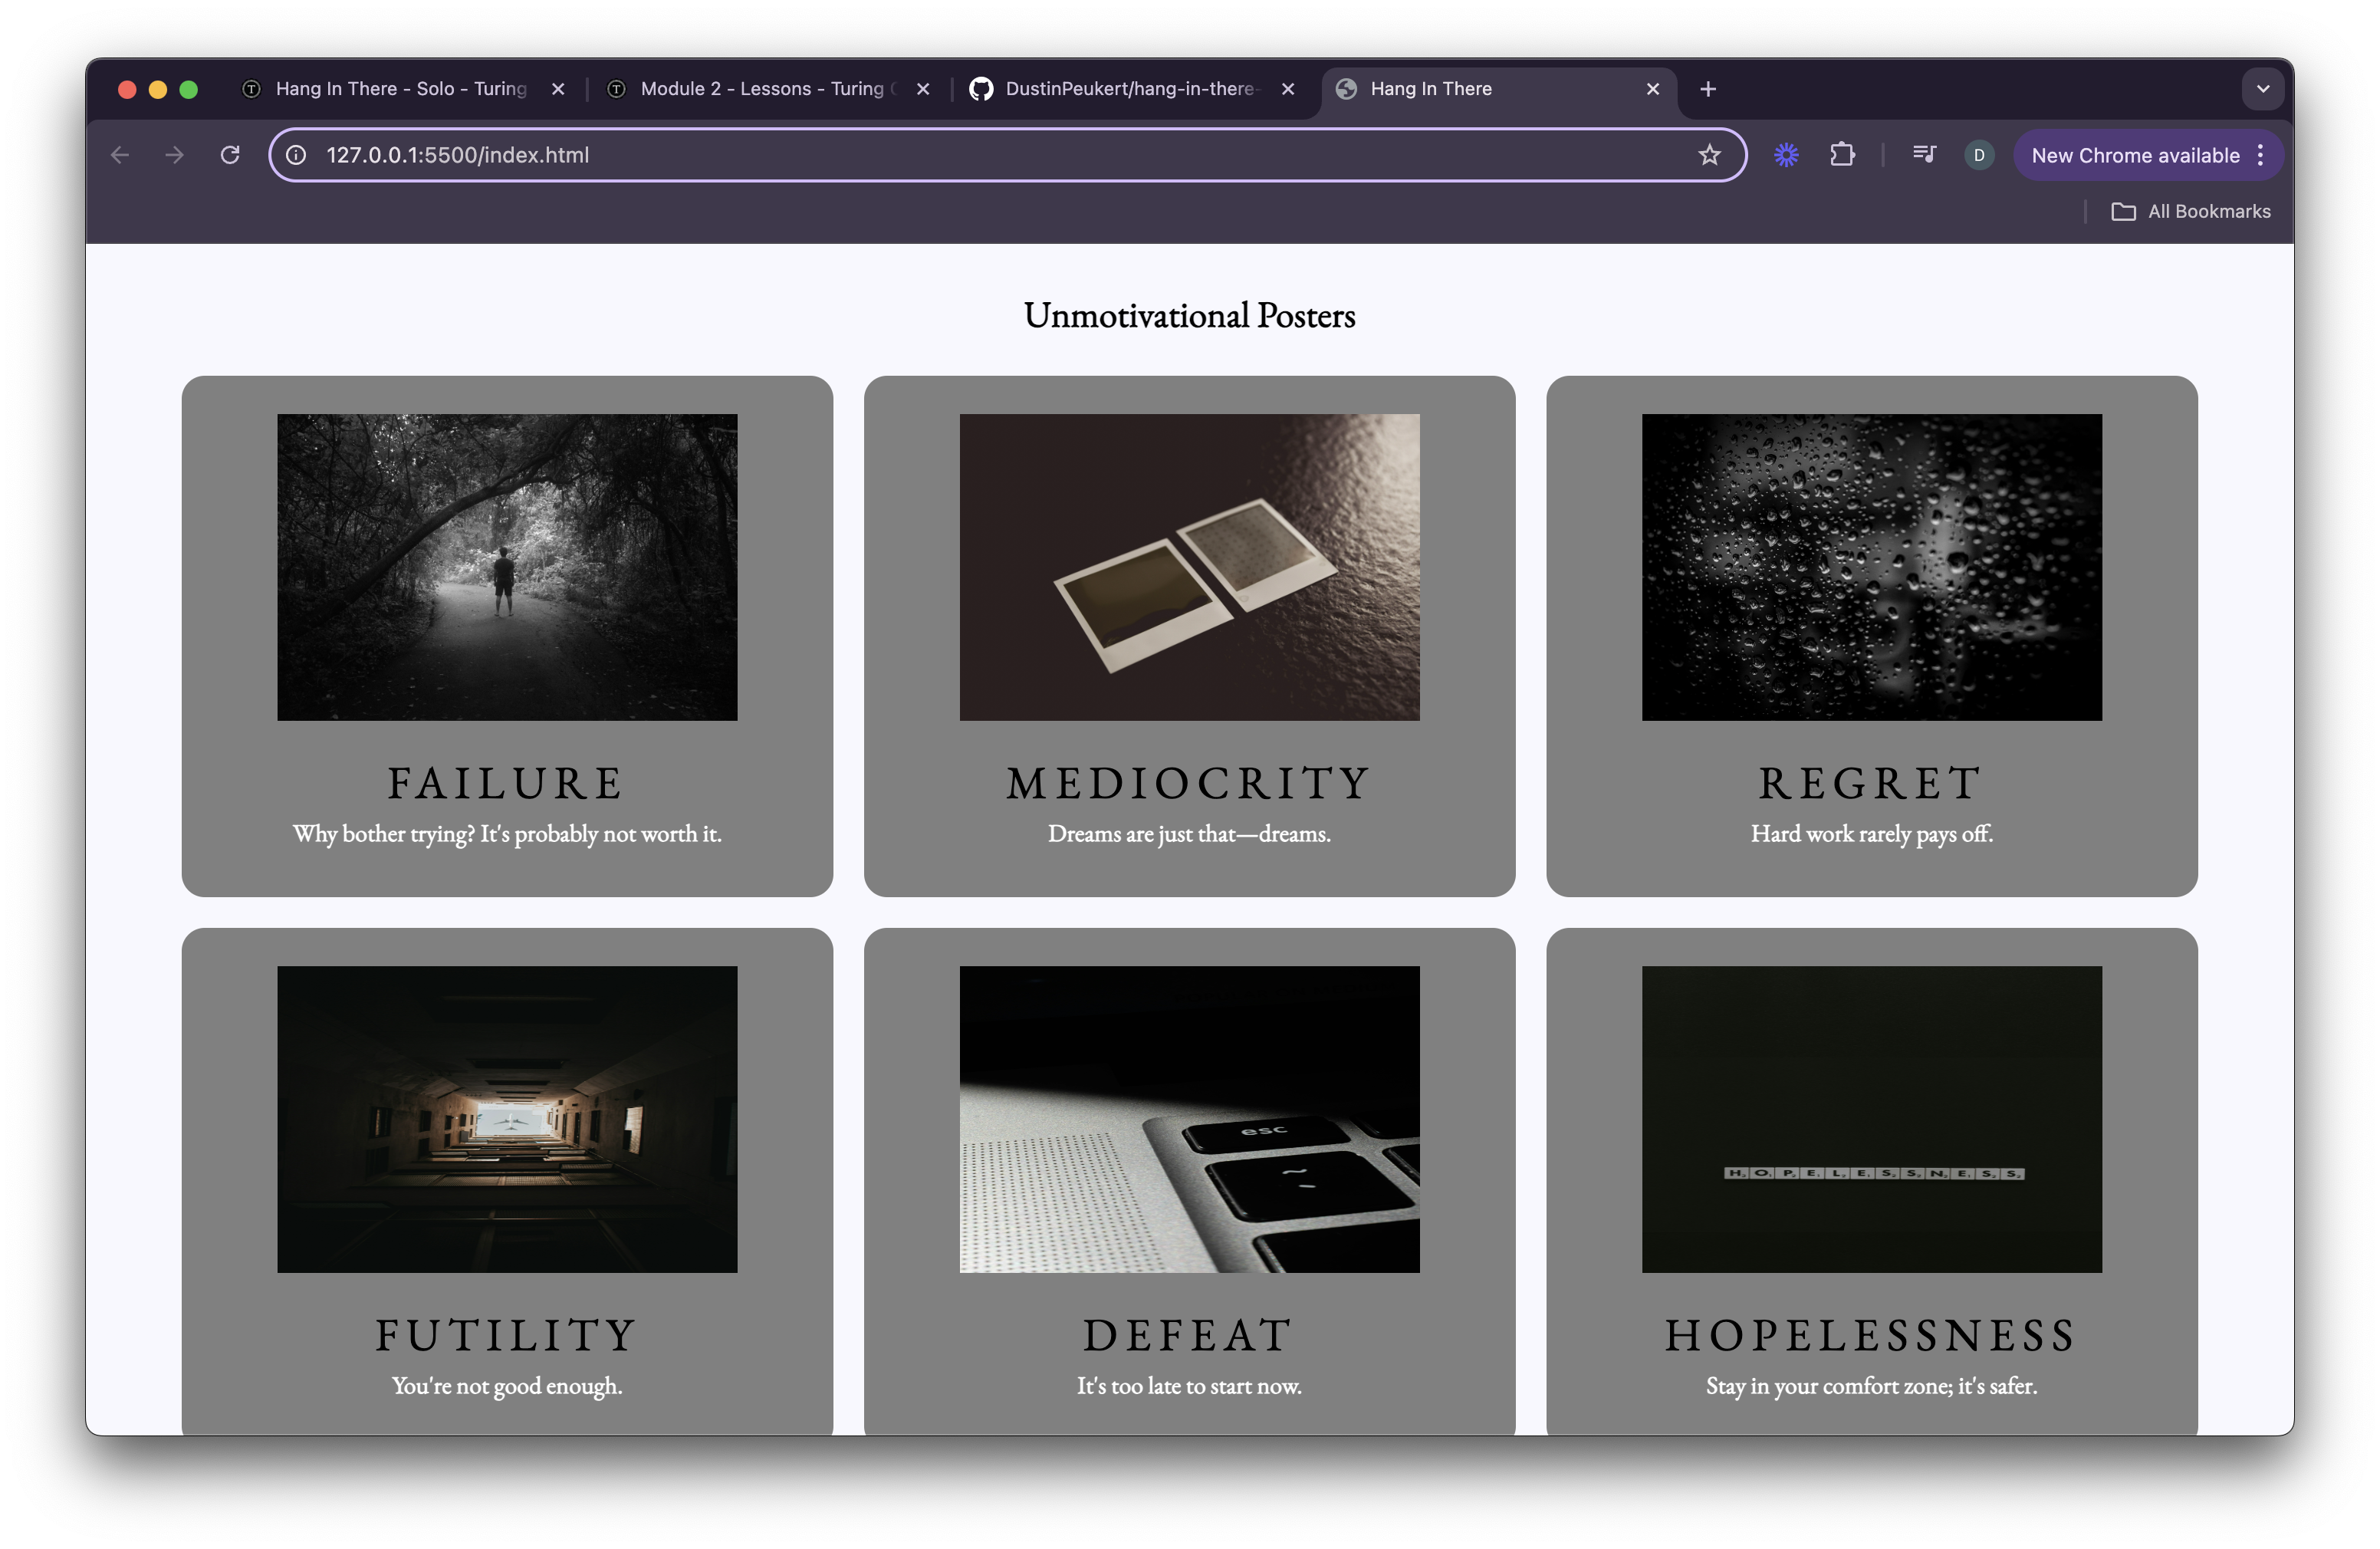 Hang In There - Solo - Turing
Module 2 - Lessons - Turing
DustinPeukert/hang-in-there-
Hang In There
127.0.0.1:5500/index.html
D
New Chrome available
All Bookmarks
Unmotivational Posters
FAILURE
Why bother trying? It's probably not worth it.
MEDIOCRITY
Dreams are just that—dreams.
REGRET
Hard work rarely pays off.
FUTILITY
You're not good enough.
esc
~
DEFEAT
It's too late to start now.
HOPELESSNESS
HOPELESSNESS
Stay in your comfort zone; it's safer.